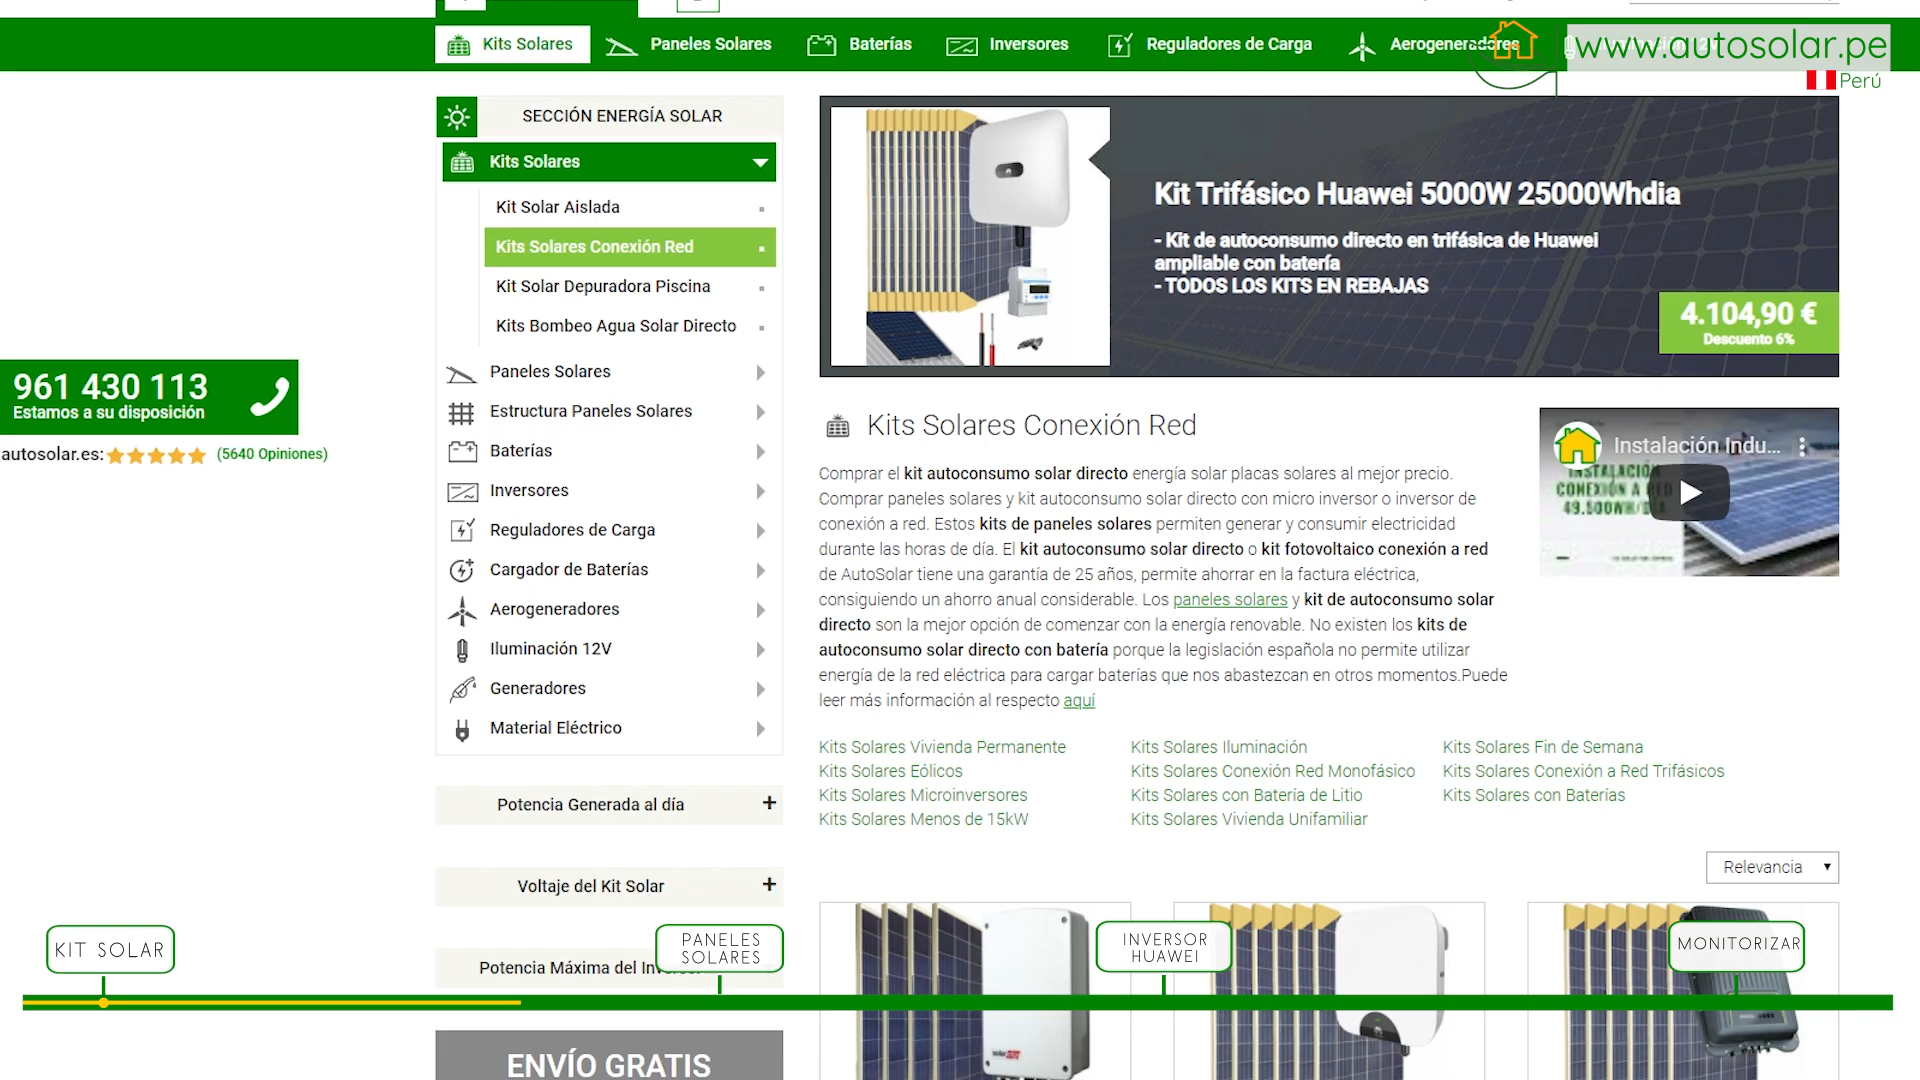 Kits Solares
Paneles Solares
Baterías
Inversores
Reguladores de Carga
Aerogeneradores
www.autosolar.pe
Perú
SECCIÓN ENERGÍA SOLAR
Kits Solares
Kit Solar Aislada
Kits Solares Conexión Red
Kit Solar Depuradora Piscina
Kits Bombeo Agua Solar Directo
Paneles Solares
Estructura Paneles Solares
Baterías
Inversores
Reguladores de Carga
Cargador de Baterías
Aerogeneradores
Iluminación 12V
Generadores
Material Eléctrico
Potencia Generada al día
Voltaje del Kit Solar
Potencia Máxima del
ENVÍO GRATIS
961 430 113
Estamos a su disposición
autosolar.es:
(5640 Opiniones)
Kit Trifásico Huawei 5000W 25000Whdia
- Kit de autoconsumo directo en trifásica de Huawei
ampliable con batería
- TODOS LOS KITS EN REBAJAS
4.104,90 €
Descuento 6%
Kits Solares Conexión Red
Comprar el kit autoconsumo solar directo energía solar placas solares al mejor precio.
Comprar paneles solares y kit autoconsumo solar directo con micro inversor o inversor de
conexión a red. Estos kits de paneles solares permiten generar y consumir electricidad
durante las horas de día. El kit autoconsumo solar directo o kit fotovoltaico conexión a red
de AutoSolar tiene una garantía de 25 años, permite ahorrar en la factura eléctrica,
consiguiendo un ahorro anual considerable. Los paneles solares y kit de autoconsumo solar
directo son la mejor opción de comenzar con la energía renovable. No existen los kits de
autoconsumo solar directo con batería porque la legislación española no permite utilizar
energía de la red eléctrica para cargar baterías que nos abastezcan en otros momentos.Puede
leer más información al respecto aquí
Instalación Indu...
INSTALACIÓN
CONEXIÓN A RED
49.500WH/DÍA
Kits Solares Vivienda Permanente
Kits Solares Iluminación
Kits Solares Fin de Semana
Kits Solares Eólicos
Kits Solares Conexión Red Monofásico
Kits Solares Conexión a Red Trifásicos
Kits Solares Microinversores
Kits Solares con Batería de Litio
Kits Solares con Baterías
Kits Solares Menos de 15kW
Kits Solares Vivienda Unifamiliar
Relevancia
KIT SOLAR
PANELES
SOLARES
INVERSOR
HUAWEI
MONITORIZAR